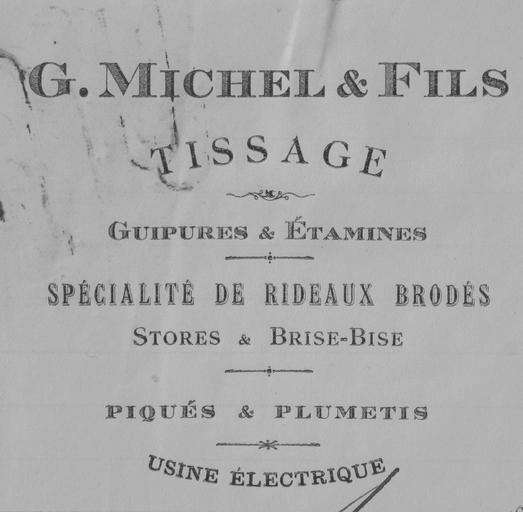 G. MICHEL & FILS
TISSAGE
GUIPURES & ÉTAMINES
SPÉCIALITÉ DE RIDEAUX BRODÉS
STORES & BRISE-BISE
PIQUÉS & PLUMETIS
USINE ÉLECTRIQUE